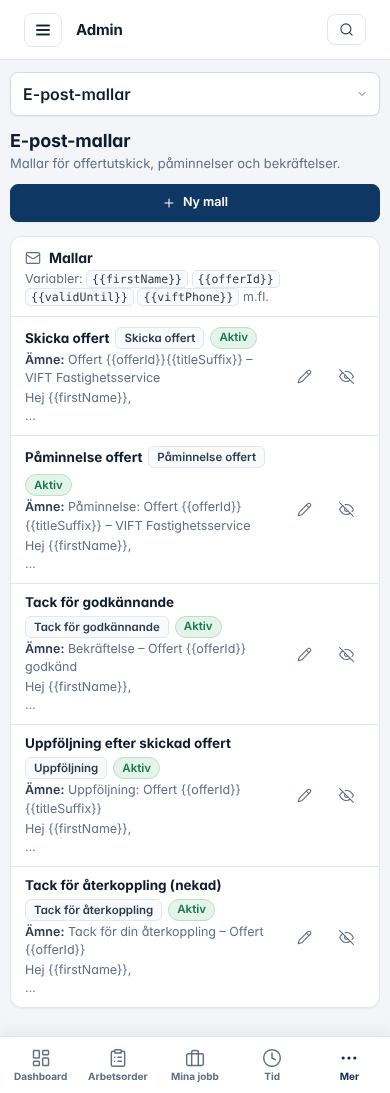 Admin
E-post-mallar
E-post-mallar
Mallar för offertutskick, påminnelser och bekräftelser.
+ Ny mall
Mallar
Variabler: {{firstName}} {{offerId}}
{{validUntil}} {{viftPhone}} m.fl.
Skicka offert Skicka offert Aktiv
Ämne: Offert {{offerId}}{{titleSuffix}} –
VIFT Fastighetsservice
Hej {{firstName}},
...
Påminnelse offert Påminnelse offert
Aktiv
Ämne: Påminnelse: Offert {{offerId}}
{{titleSuffix}} – VIFT Fastighetsservice
Hej {{firstName}},
...
Tack för godkännande
Tack för godkännande Aktiv
Ämne: Bekräftelse – Offert {{offerId}}
godkänd
Hej {{firstName}},
...
Uppföljning efter skickad offert
Uppföljning Aktiv
Ämne: Uppföljning: Offert {{offerId}}
{{titleSuffix}}
Hej {{firstName}},
...
Tack för återkoppling (nekad)
Tack för återkoppling Aktiv
Ämne: Tack för din återkoppling – Offert
{{offerId}}
Hej {{firstName}},
...
Dashboard Arbetsorder Mina jobb Tid Mer